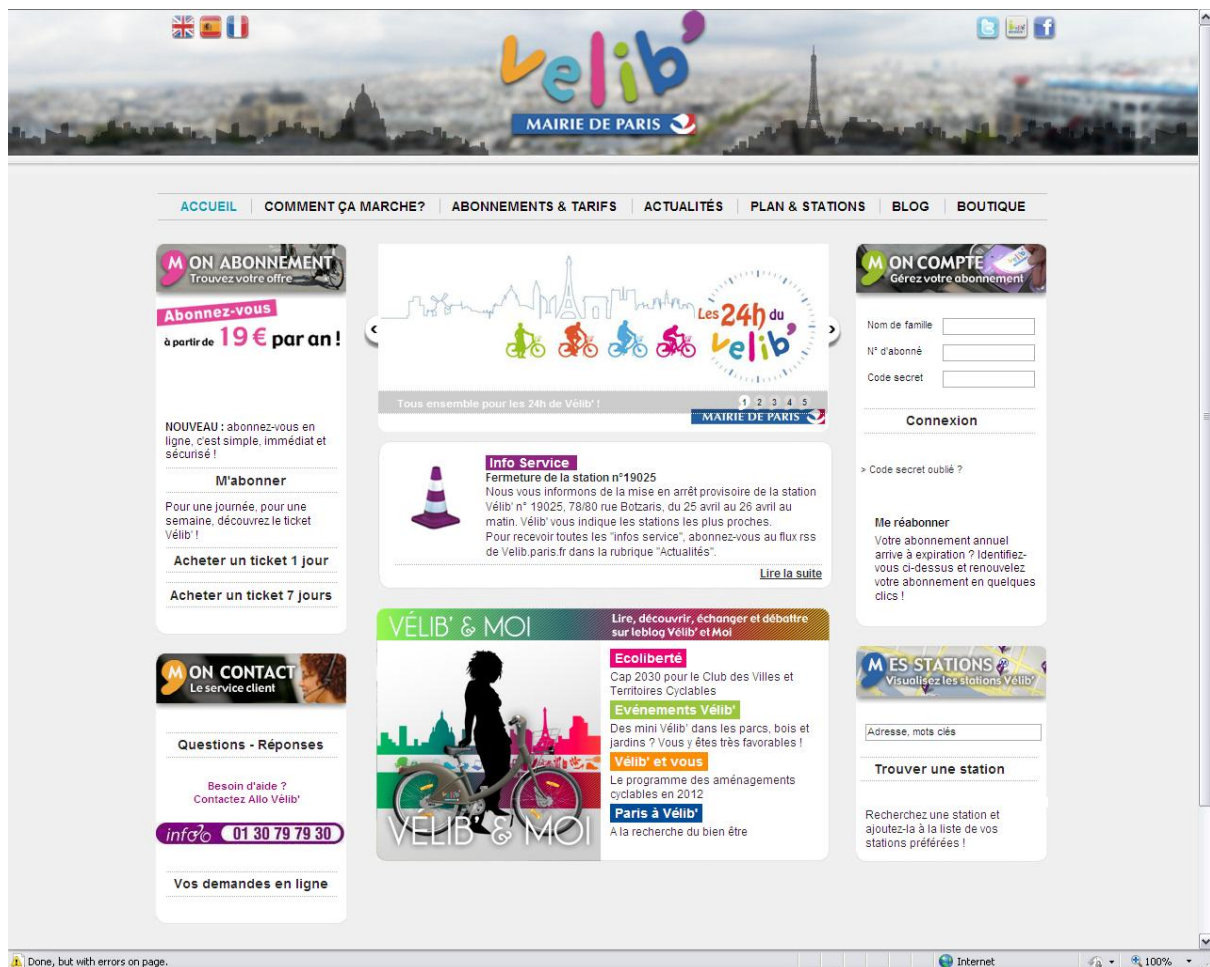 velib'
MAIRIE DE PARIS
ACCUEIL
COMMENT ÇA MARCHE?
ABONNEMENTS & TARIFS
ACTUALITÉS
PLAN & STATIONS
BLOG
BOUTIQUE
MON ABONNEMENT
Trouvez votre offre
Abonnez-vous
à partir de 19 € par an !
NOUVEAU : abonnez-vous en
ligne, c'est simple, immédiat et
sécurisé !
M'abonner
Pour une journée, pour une
semaine, découvrez le ticket
Vélib' !
Acheter un ticket 1 jour
Acheter un ticket 7 jours
MON CONTACT
Le service client
Questions - Réponses
Besoin d'aide ?
Contactez Allo Vélib'
info 01 30 79 79 30
Vos demandes en ligne
Les 24h du
velib'
Tous ensemble pour les 24h de Vélib' !
1 2 3 4 5
MAIRIE DE PARIS
Info Service
Fermeture de la station n°19025
Nous vous informons de la mise en arrêt provisoire de la station
Vélib' n° 19025, 78/80 rue Botzaris, du 25 avril au 26 avril au
matin. Vélib' vous indique les stations les plus proches.
Pour recevoir toutes les "infos service", abonnez-vous au flux rss
de Velib.paris.fr dans la rubrique "Actualités".
Lire la suite
VÉLIB' & MOI
Lire, découvrir, échanger et débattre
sur leblog Vélib' et Moi
VÉLIB' & MOI
Ecoliberté
Cap 2030 pour le Club des Villes et
Territoires Cyclables
Evénements Vélib'
Des mini Vélib' dans les parcs, bois et
jardins ? Vous y êtes très favorables !
Vélib' et vous
Le programme des aménagements
cyclables en 2012
Paris à Vélib'
A la recherche du bien être
MON COMPTE
Gérez votre abonnement
Nom de famille
N° d'abonné
Code secret
Connexion
> Code secret oublié ?
Me réabonner
Votre abonnement annuel
arrive à expiration ? Identifiez-
vous ci-dessus et renouvelez
votre abonnement en quelques
clics !
MES STATIONS
Visualisez les stations Vélib'
Adresse, mots clés
Trouver une station
Recherchez une station et
ajoutez-la à la liste de vos
stations préférées !
Done, but with errors on page.
Internet
100%